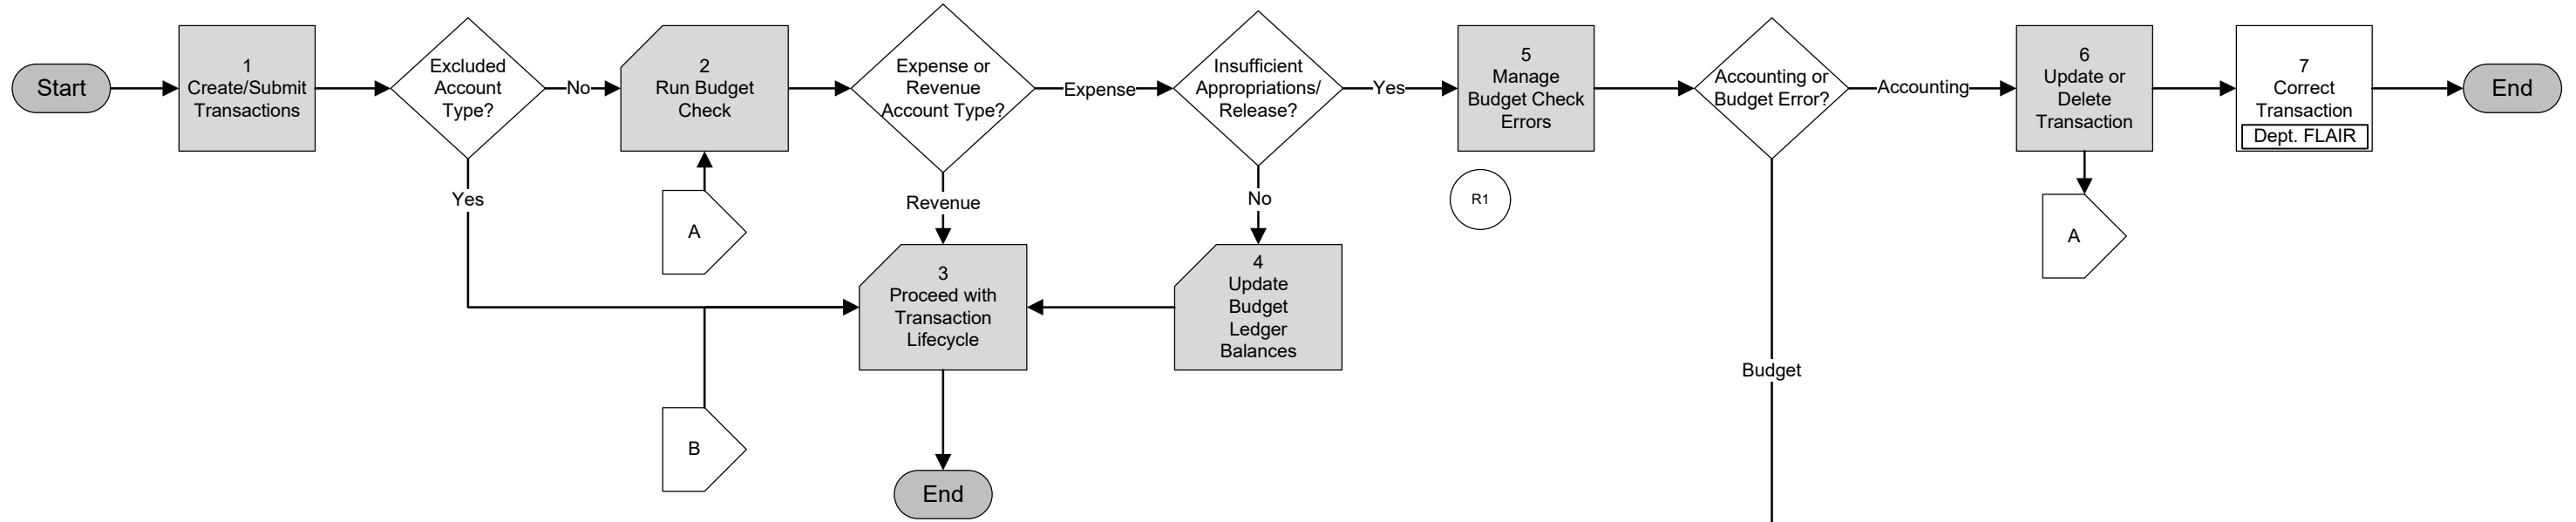 Start
1
Create/Submit
Transactions
Excluded
Account
Type?
No
Yes
2
Run Budget
Check
A
Expense or
Revenue
Account Type?
Expense
Revenue
Insufficient
Appropriations/
Release?
Yes
No
5
Manage
Budget Check
Errors
R1
Accounting or
Budget Error?
Accounting
Budget
6
Update or
Delete
Transaction
A
7
Correct
Transaction
Dept. FLAIR
End
3
Proceed with
Transaction
Lifecycle
4
Update
Budget
Ledger
Balances
B
End